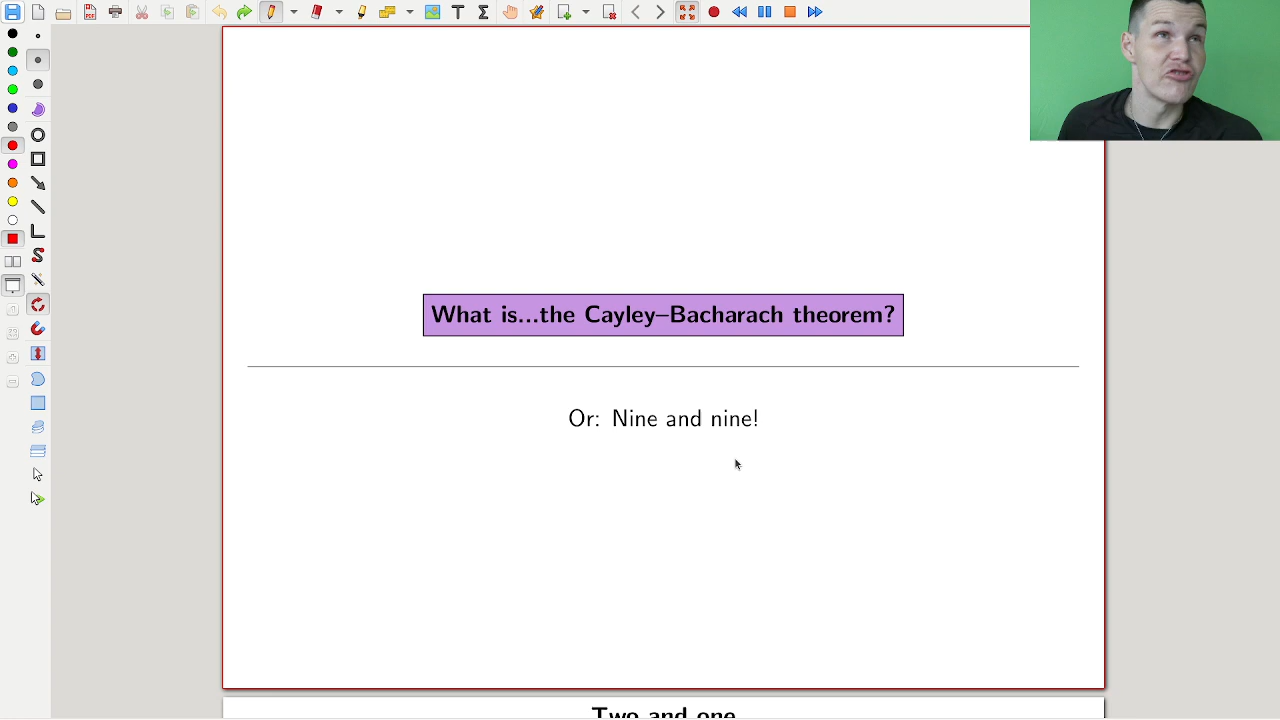 What is...the Cayley–Bacharach theorem?
Or: Nine and nine!
Two and one